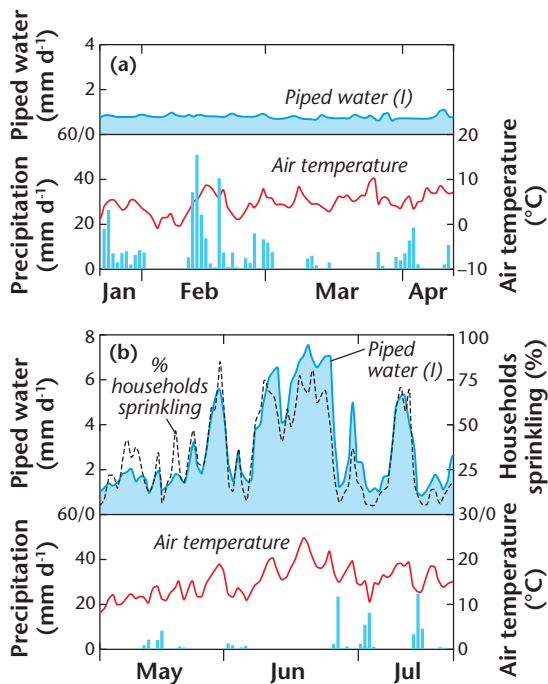 4
2
60/0
40
20
0
Piped water
(mm d⁻¹)
Precipitation
(mm d⁻¹)
(a)
Piped water (I)
Air temperature
20
10
0
–10
Air temperature
(°C)
Jan
Feb
Mar
Apr
8
6
4
2
60/0
40
20
0
Piped water
(mm d⁻¹)
Precipitation
(mm d⁻¹)
(b)
%
households
sprinkling
Piped
water (I)
Air temperature
100
75
50
25
30/0
20
10
0
Households
sprinkling (%)
Air temperature
(°C)
May
Jun
Jul